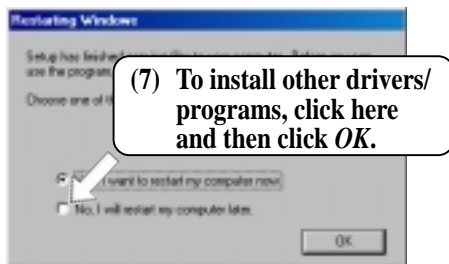 Restarting Windows
Setup has finished
use the program,
Choose one of
(7) To install other drivers/
programs, click here
and then click OK.
I want to restart my computer now.
No, I will restart my computer later.
OK